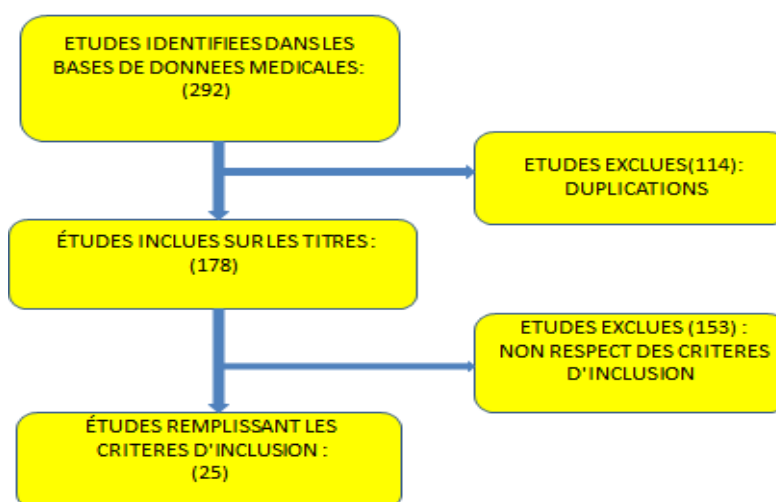 ETUDES IDENTIFIEES DANS LES
BASES DE DONNEES MEDICALES:
(292)
ETUDES EXCLUES(114):
DUPLICATIONS
ÉTUDES INCLUES SUR LES TITRES :
(178)
ETUDES EXCLUES (153) :
NON RESPECT DES CRITERES
D'INCLUSION
ÉTUDES REMPLISSANT LES
CRITERES D'INCLUSION :
(25)